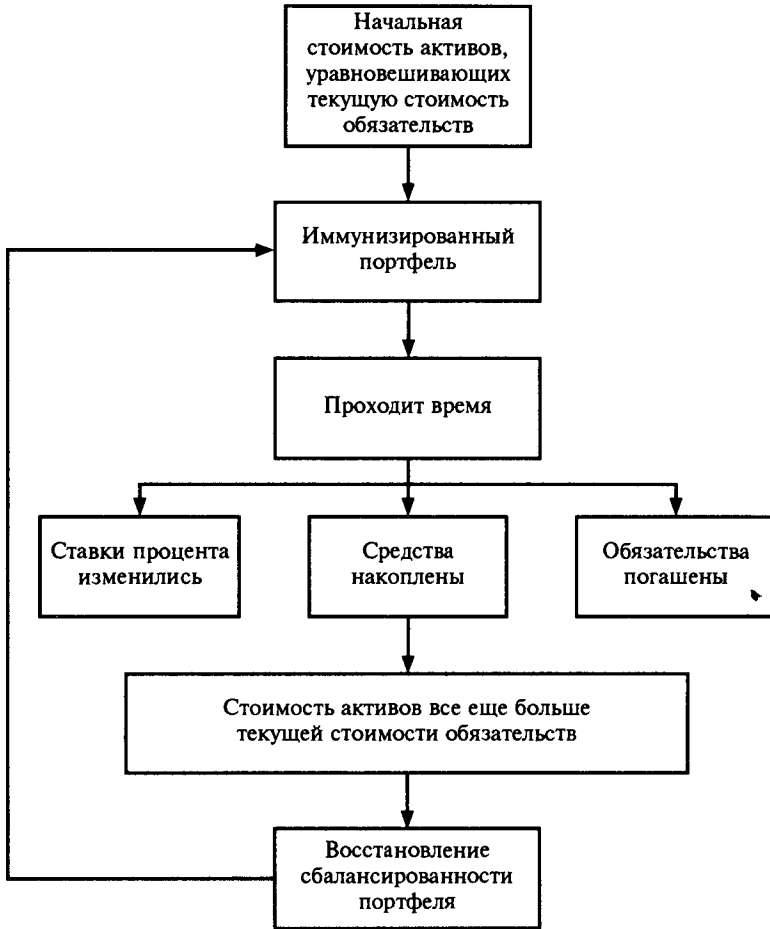 Начальная
стоимость активов,
уравновешивающих
текущую стоимость
обязательств
Иммунизированный
портфель
Проходит время
Ставки процента
изменились
Средства
накоплены
Обязательства
погашены
Стоимость активов все еще больше
текущей стоимости обязательств
Восстановление
сбалансированности
портфеля